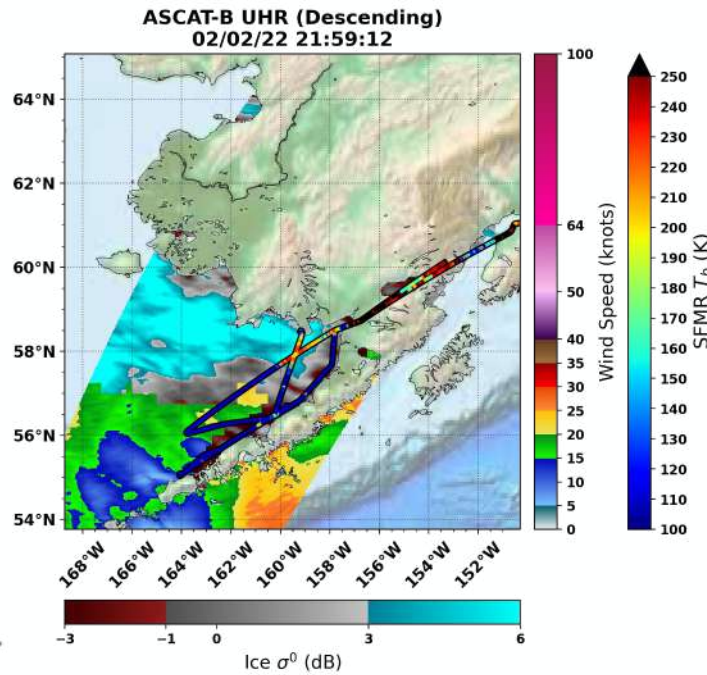 ASCAT-B UHR (Descending)
02/02/22 21:59:12
64°N
62°N
60°N
58°N
56°N
54°N
168°W
166°W
164°W
162°W
160°W
158°W
156°W
154°W
152°W
100
64
50
40
35
30
25
20
15
10
5
0
Wind Speed (knots)
250
240
230
220
210
200
190
180
170
160
150
140
130
120
110
100
SFMR Tb (K)
−3
−1
0
3
6
Ice σ⁰ (dB)